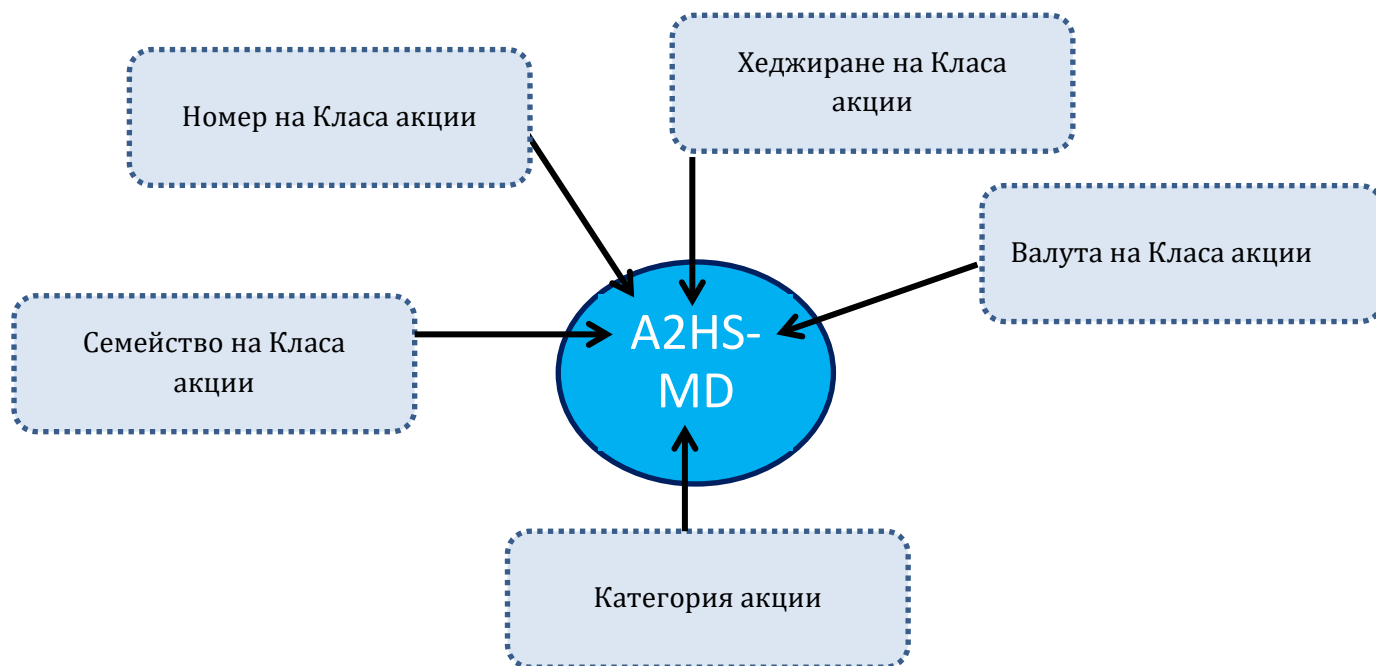 Хеджиране на Класа
акции
Номер на Класа акции
Валута на Класа акции
Семейство на Класа
акции
A2HS-
MD
Категория акции